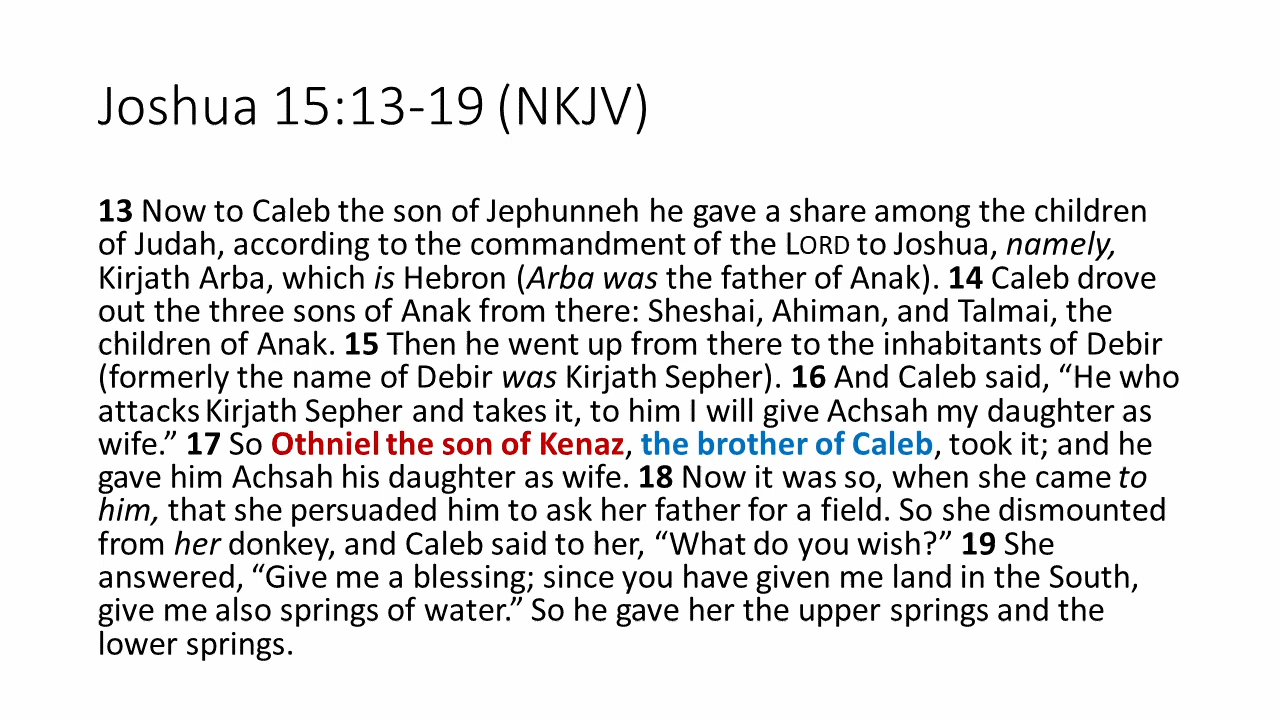 Joshua 15:13-19 (NKJV)
13 Now to Caleb the son of Jephunneh he gave a share among the children
of Judah, according to the commandment of the LORD to Joshua, namely,
Kirjath Arba, which is Hebron (Arba was the father of Anak). 14 Caleb drove
out the three sons of Anak from there: Sheshai, Ahiman, and Talmai, the
children of Anak. 15 Then he went up from there to the inhabitants of Debir
(formerly the name of Debir was Kirjath Sepher). 16 And Caleb said, “He who
attacks Kirjath Sepher and takes it, to him I will give Achsah my daughter as
wife.” 17 So Othniel the son of Kenaz, the brother of Caleb, took it; and he
gave him Achsah his daughter as wife. 18 Now it was so, when she came to
him, that she persuaded him to ask her father for a field. So she dismounted
from her donkey, and Caleb said to her, “What do you wish?” 19 She
answered, “Give me a blessing; since you have given me land in the South,
give me also springs of water.” So he gave her the upper springs and the
lower springs.